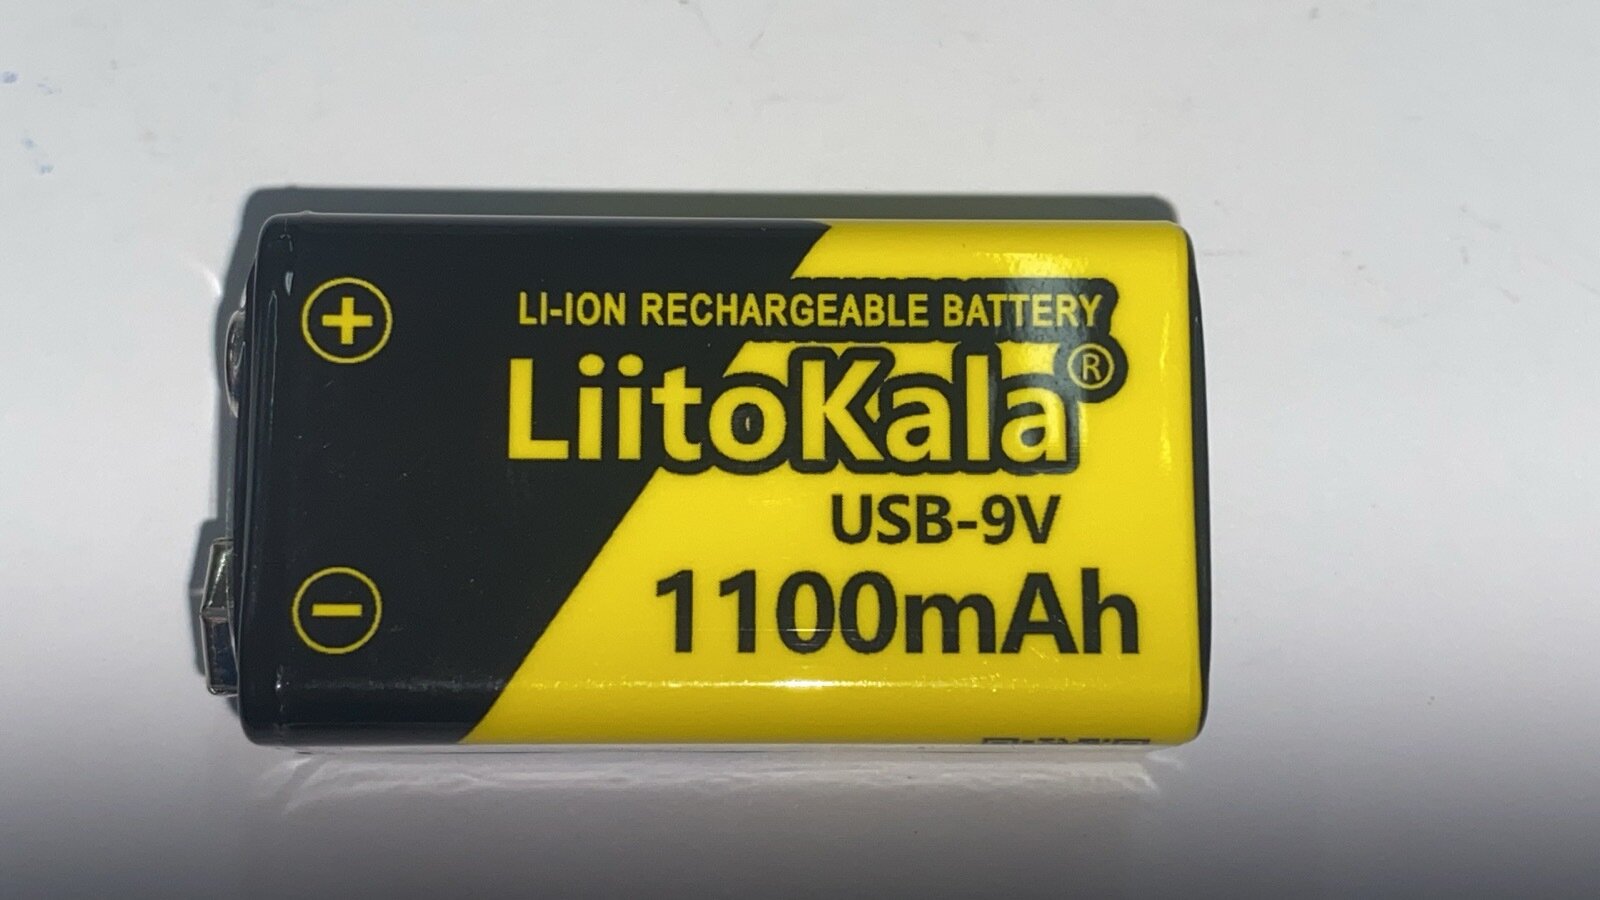 +
LI-ION RECHARGEABLE BATTERY
LiitoKala®
USB-9V
1100mAh
-